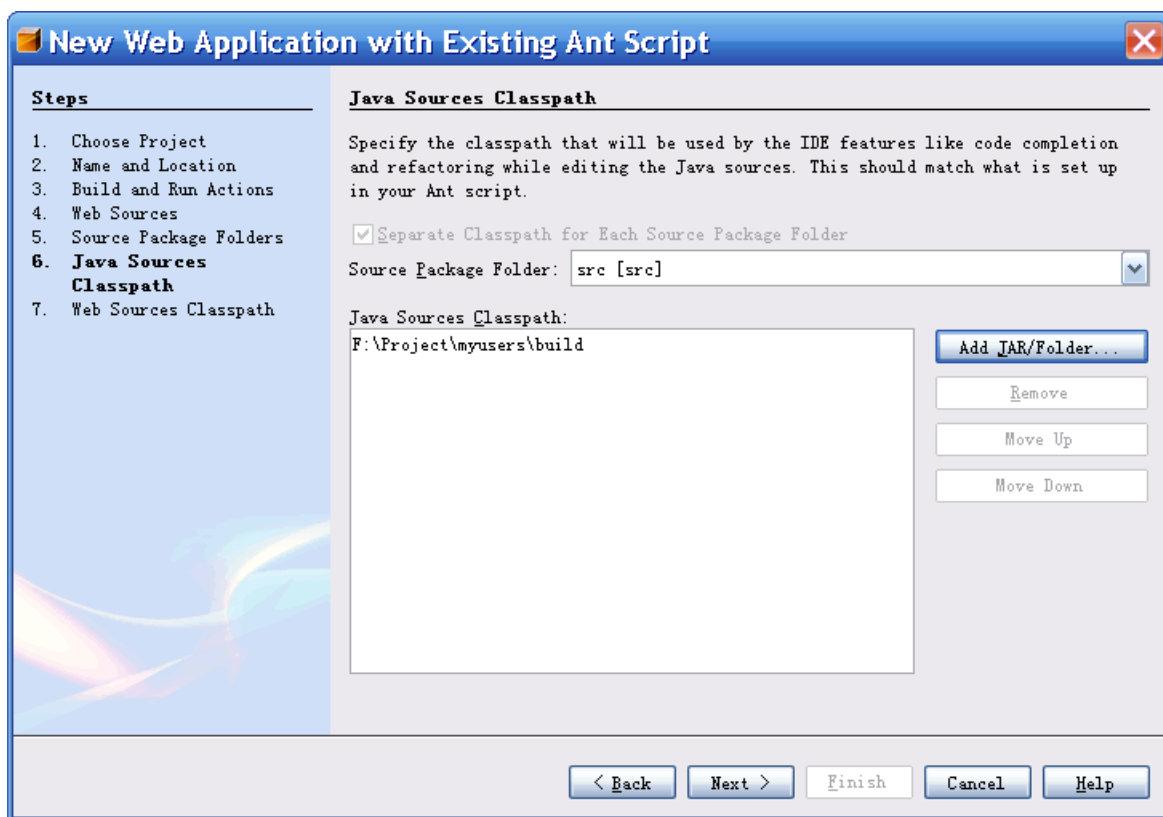 New Web Application with Existing Ant Script
Steps
1. Choose Project
2. Name and Location
3. Build and Run Actions
4. Web Sources
5. Source Package Folders
6. Java Sources
Classpath
7. Web Sources Classpath
Java Sources Classpath
Specify the classpath that will be used by the IDE features like code completion
and refactoring while editing the Java sources. This should match what is set up
in your Ant script.
Separate Classpath for Each Source Package Folder
Source Package Folder: src [src]
Java Sources Classpath:
F:\Project\myusers\build
Add JAR/Folder...
Remove
Move Up
Move Down
< Back Next > Finish Cancel Help